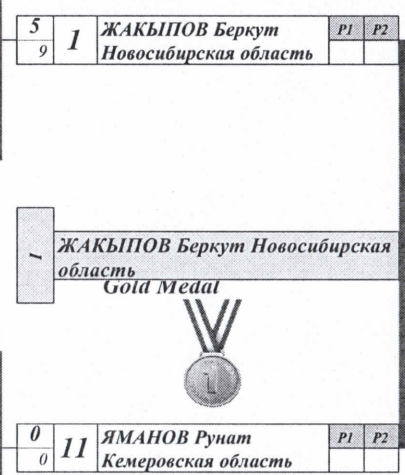 5 1 ЖАКЫПОВ Беркут P1 P2
9 Новосибирская область
1 ЖАКЫПОВ Беркут Новосибирская
область
Gold Medal
1
0 11 ЯМАНОВ Рунат P1 P2
0 Кемеровская область